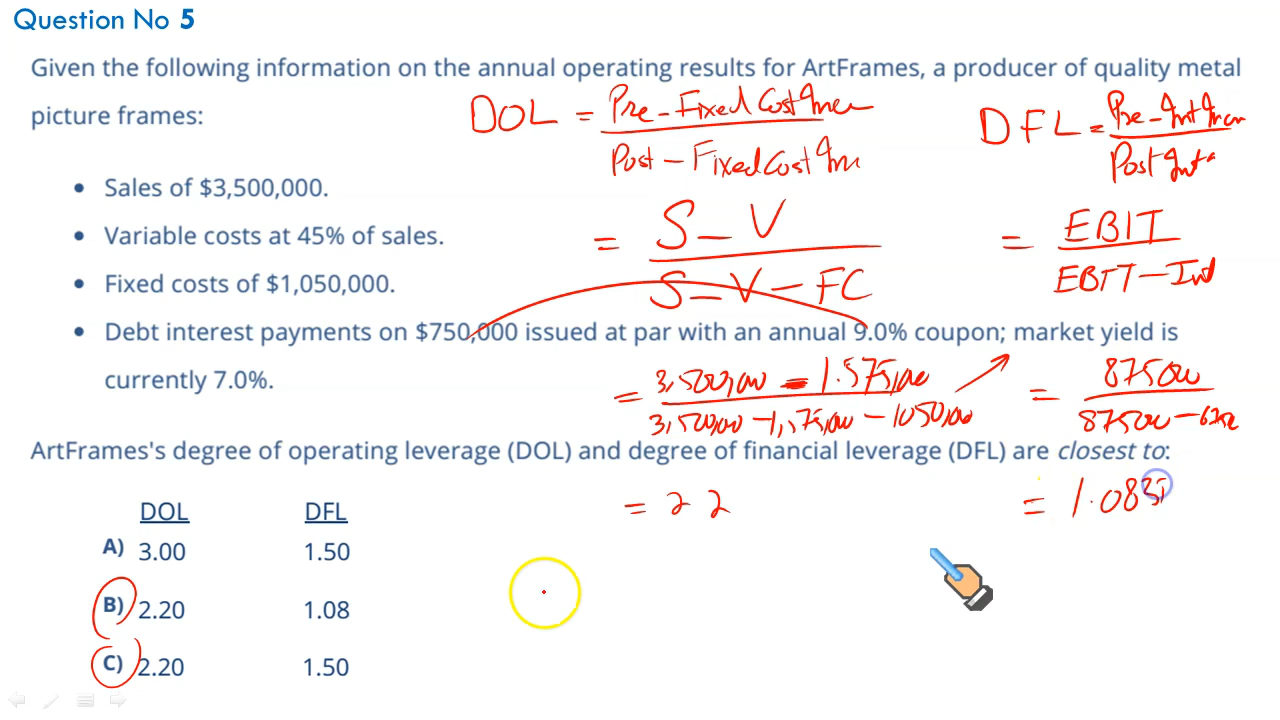 Question No 5
Given the following information on the annual operating results for ArtFrames, a producer of quality metal
picture frames:
DOL = Pre-Fixed Cost Incm / Post-Fixed Cost Inc
DFL = Pre-Int Incm / Post Int
• Sales of $3,500,000.
= S-V / S-V-FC
= EBIT / EBIT-Int
• Variable costs at 45% of sales.
• Fixed costs of $1,050,000.
• Debt interest payments on $750,000 issued at par with an annual 9.0% coupon; market yield is
currently 7.0%.
= 3,500,000 - 1.575,000 / 3,500,000 - 1,575,000 - 1050,000
= 875000 / 875000 -
ArtFrames's degree of operating leverage (DOL) and degree of financial leverage (DFL) are closest to:
= 2 2
= 1.083
DOL DFL
A) 3.00 1.50
B) 2.20 1.08
C) 2.20 1.50